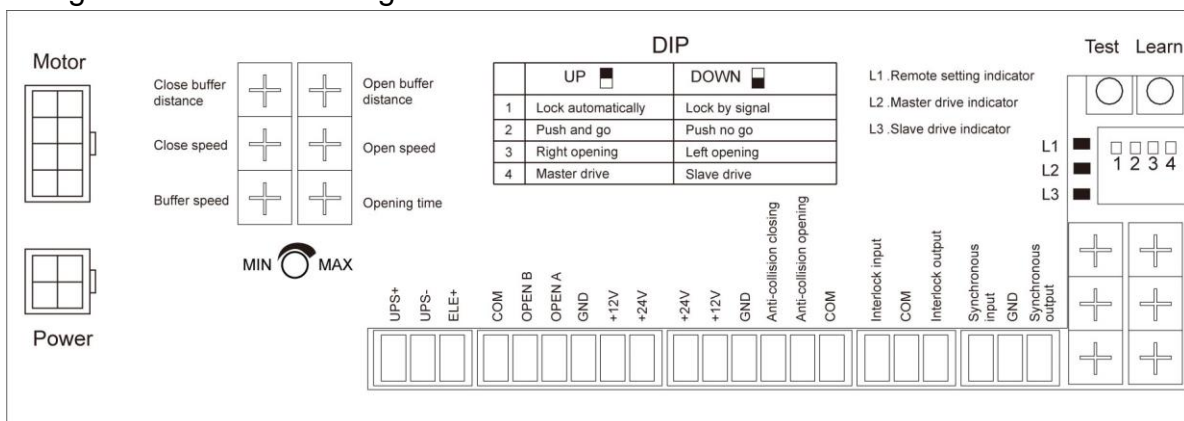 Motor
Power
Close buffer
distance
Close speed
Buffer speed
Open buffer
distance
Open speed
Opening time
MIN MAX
DIP
UP DOWN
1 Lock automatically Lock by signal
2 Push and go Push no go
3 Right opening Left opening
4 Master drive Slave drive
L1 .Remote setting indicator
L2 .Master drive indicator
L3 .Slave drive indicator
Test Learn
L1
L2
L3
1 2 3 4
UPS+
UPS-
ELE+
COM
OPEN B
OPEN A
GND
+12V
+24V
+24V
+12V
GND
Anti-collision closing
Anti-collision opening
COM
Interlock input
COM
Interlock output
Synchronous
input
GND
Synchronous
output